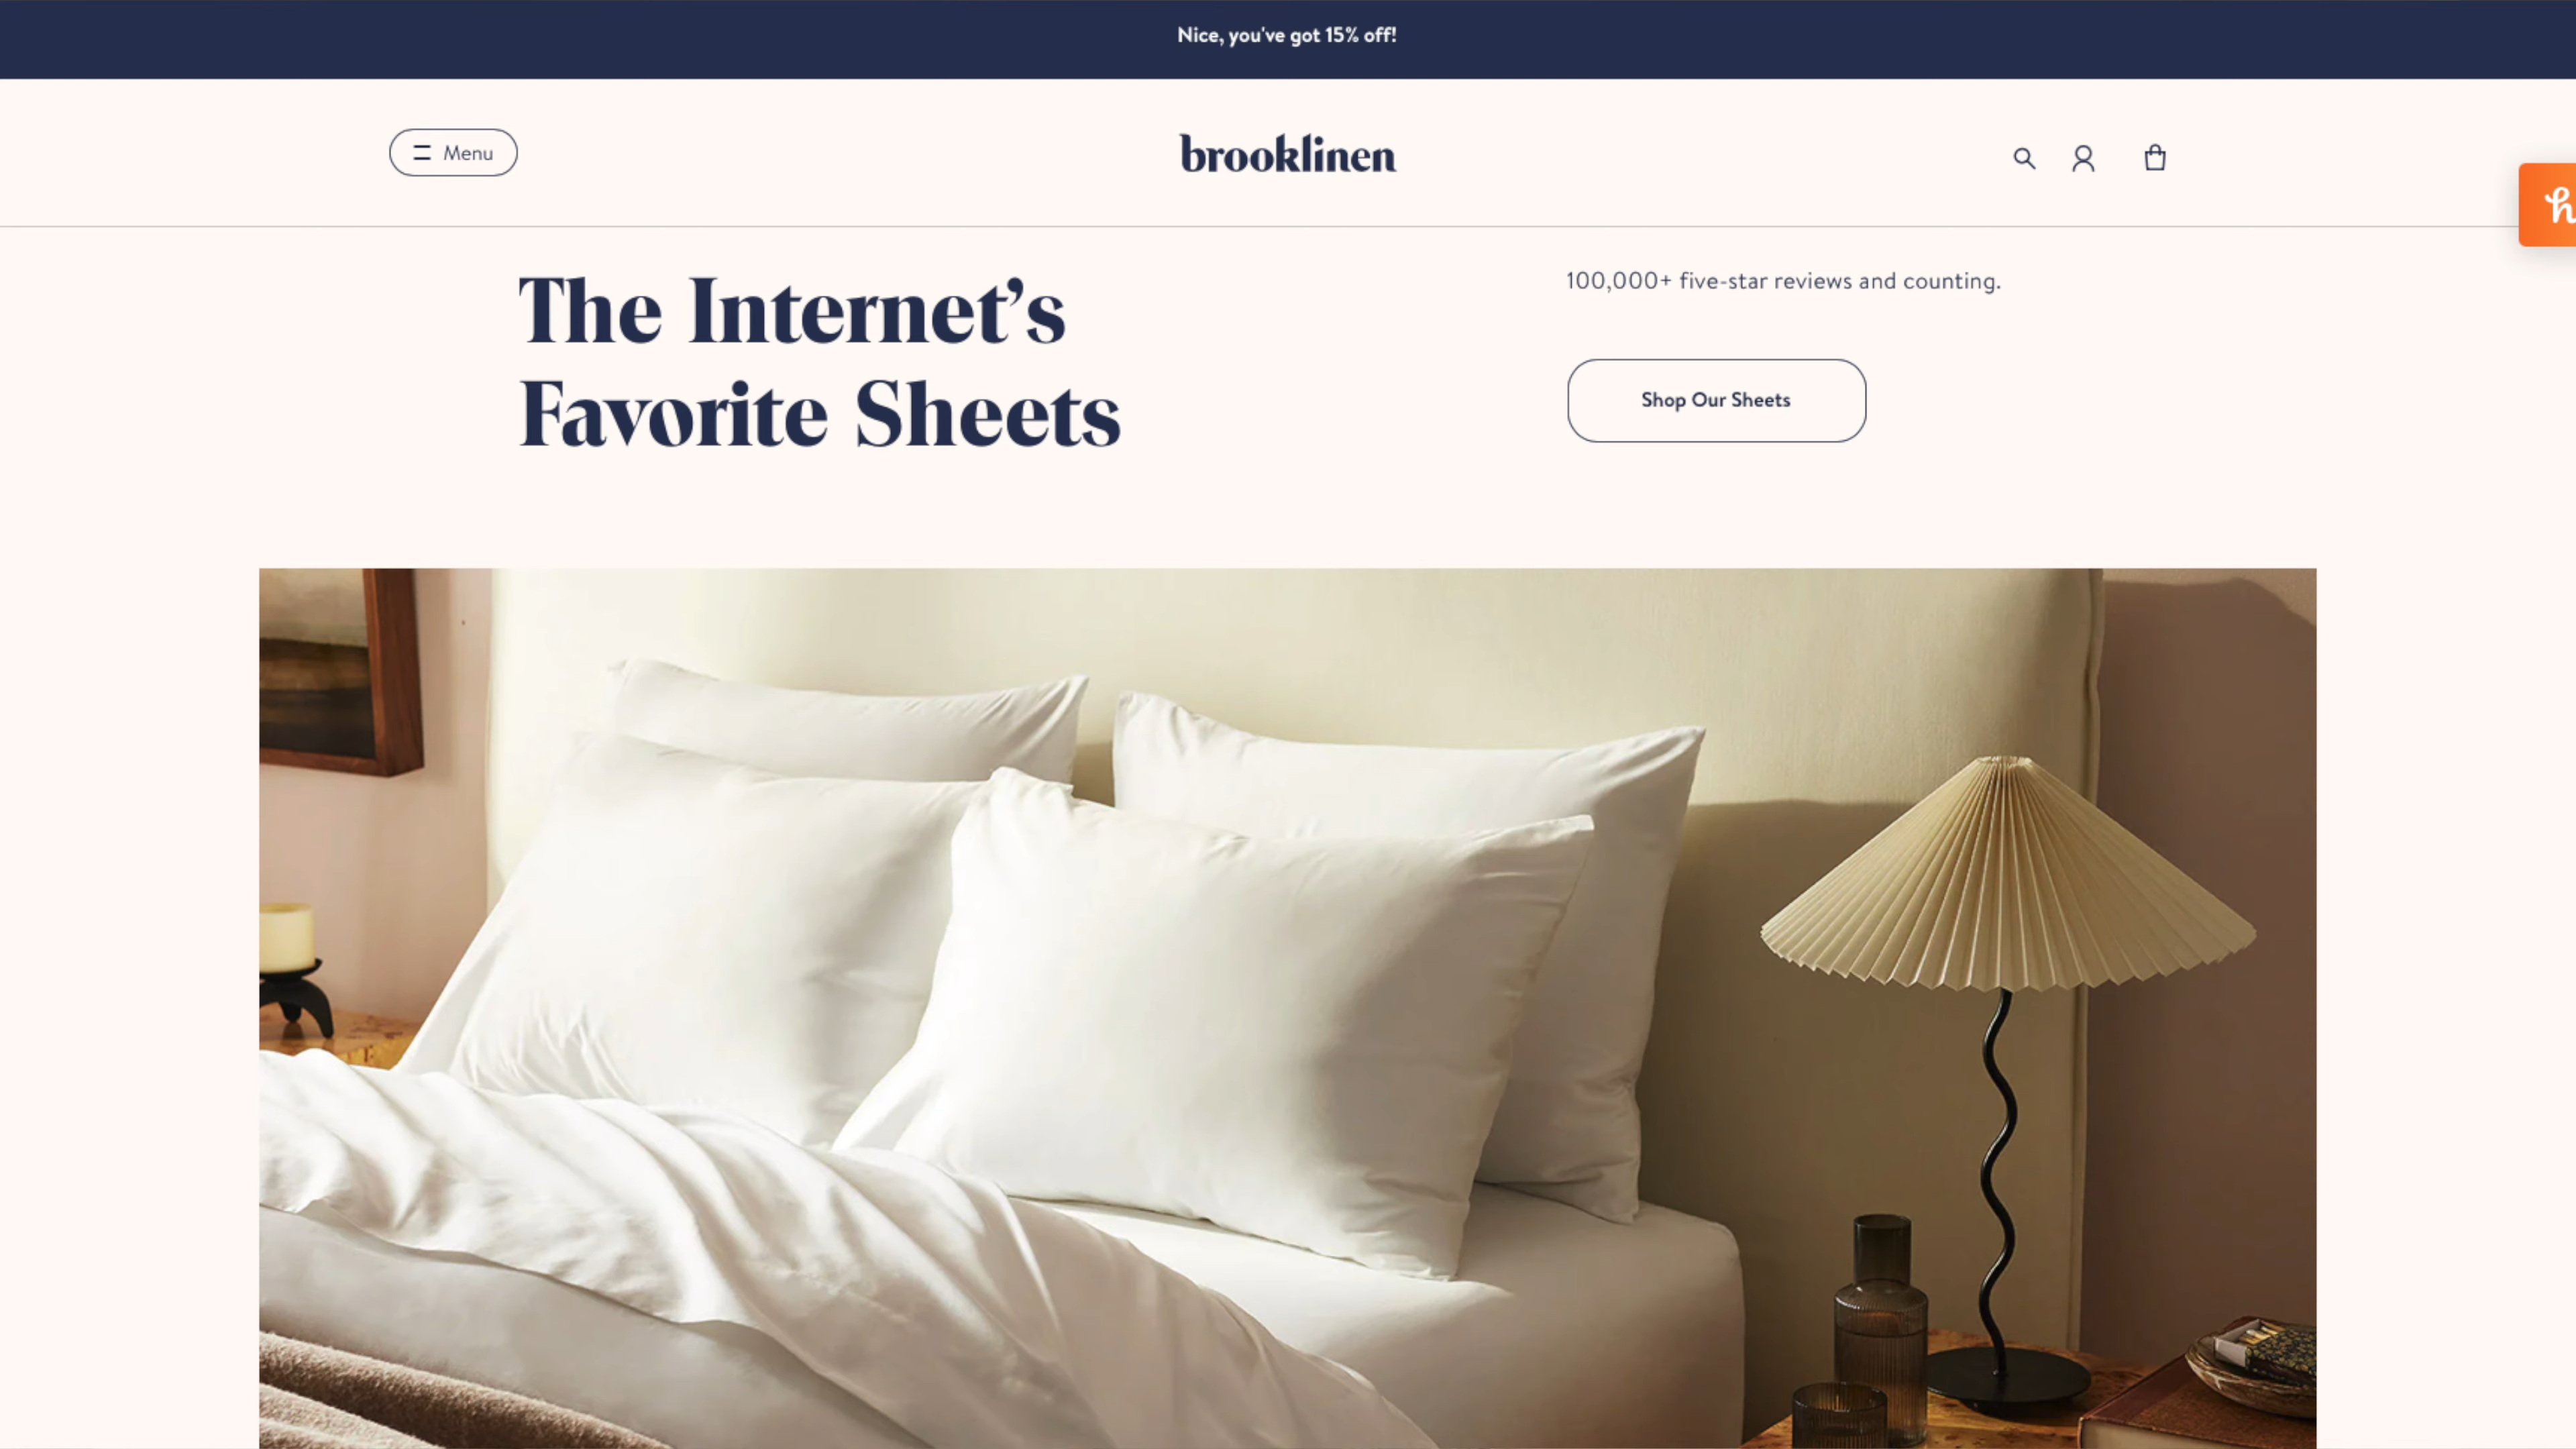 Nice, you've got 15% off!
Menu
brooklinen
The Internet’s
Favorite Sheets
100,000+ five-star reviews and counting.
Shop Our Sheets